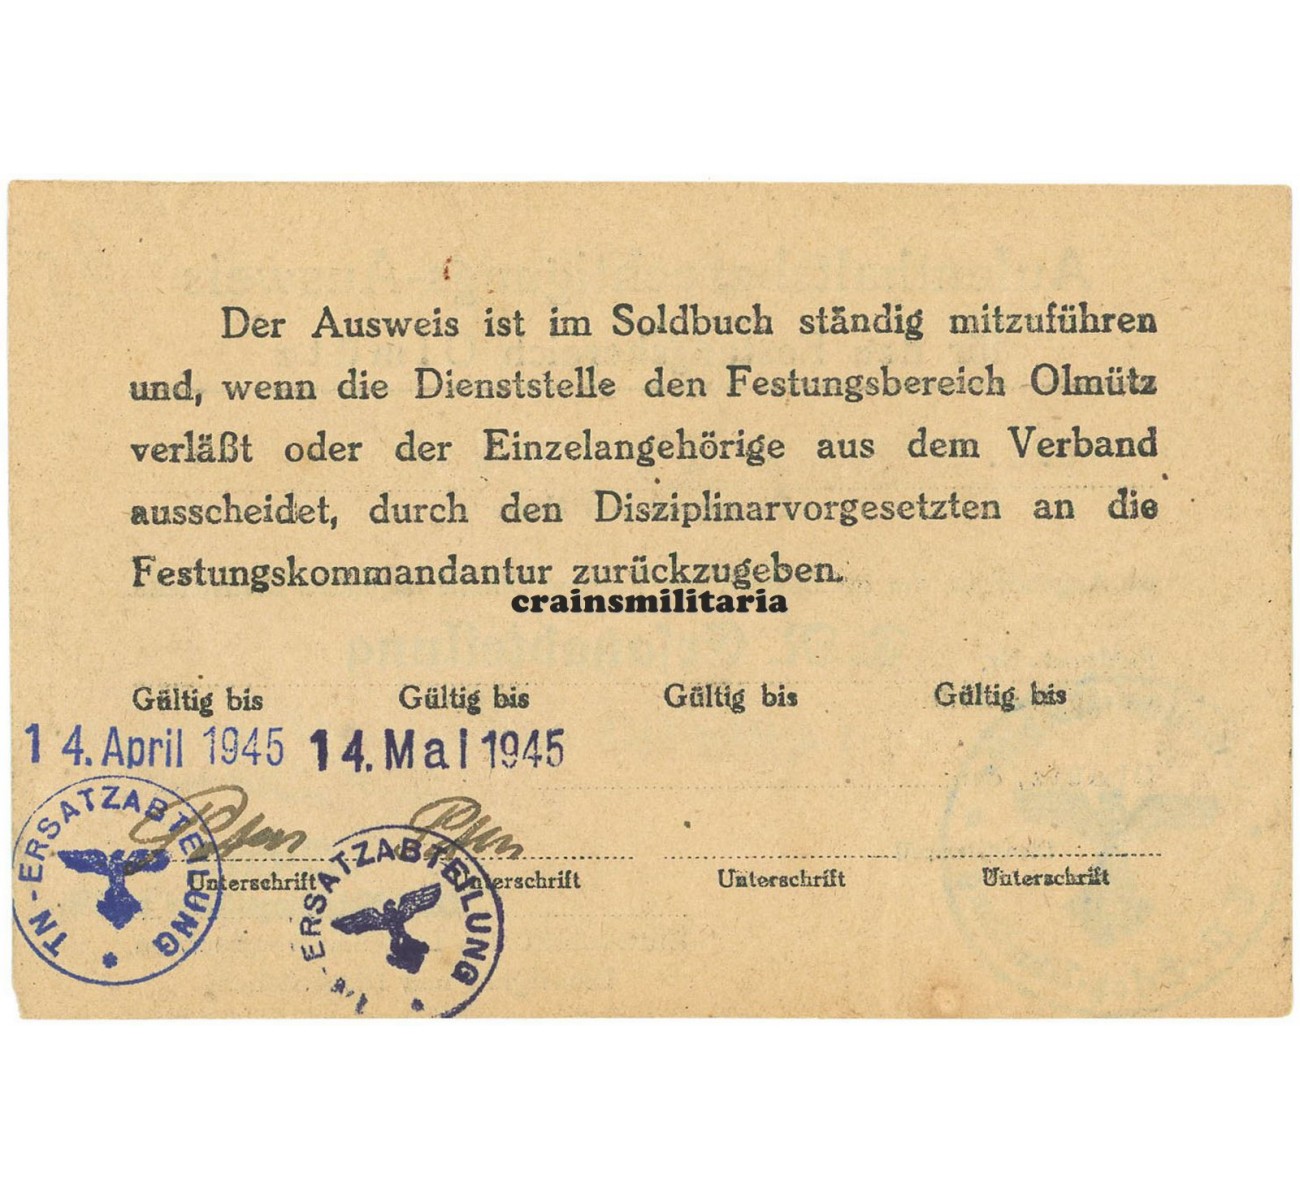 Der Ausweis ist im Soldbuch ständig mitzuführen
und, wenn die Dienststelle den Festungsbereich Olmütz
verläßt oder der Einzelangehörige aus dem Verband
ausscheidet, durch den Disziplinarvorgesetzten an die
Festungskommandantur zurückzugeben.
crainsmilitaria
Gültig bis Gültig bis Gültig bis Gültig bis
14. April 1945 14. Mai 1945
Unterschrift Unterschrift Unterschrift Unterschrift
TN-ERSATZABTEILUNG
-ERSATZABTEILUNG